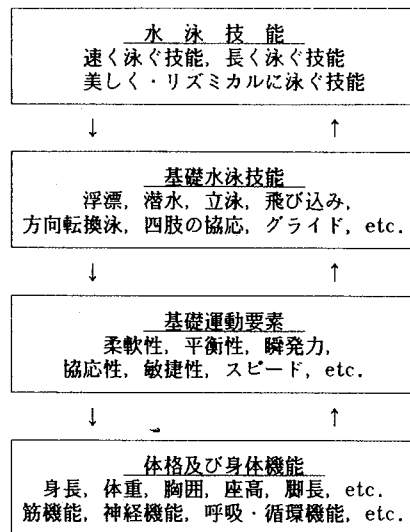 水泳技能
速く泳ぐ技能, 長く泳ぐ技能
美しく・リズミカルに泳ぐ技能
↓ ↑
基礎水泳技能
浮漂, 潜水, 立泳, 飛び込み,
方向転換泳, 四肢の協応, グライド, etc.
↓ ↑
基礎運動要素
柔軟性, 平衡性, 瞬発力,
協応性, 敏捷性, スピード, etc.
↓ ↑
体格及び身体機能
身長, 体重, 胸囲, 座高, 脚長, etc.
筋機能, 神経機能, 呼吸・循環機能, etc.